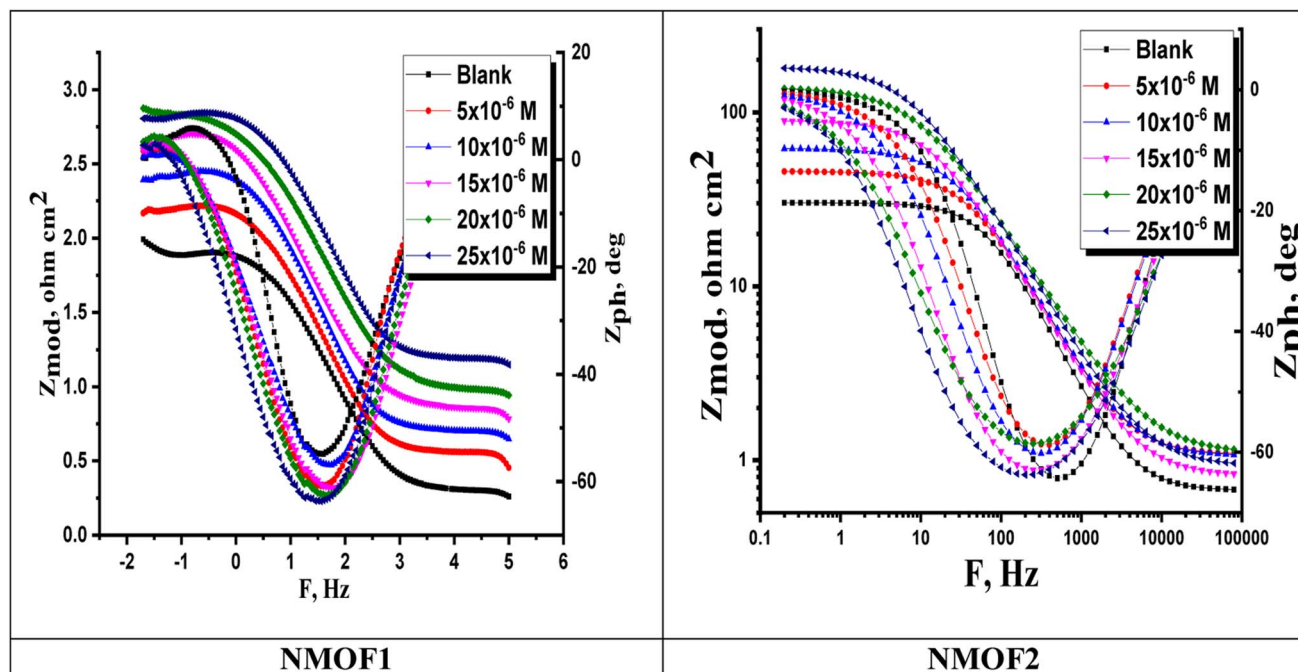 3.0
2.5
2.0
1.5
1.0
0.5
0.0
Zmod, ohm cm2
-2 -1 0 1 2 3 4 5 6
F, Hz
20
0
-20
-40
-60
Zph, deg
Blank
5x10-6 M
10x10-6 M
15x10-6 M
20x10-6 M
25x10-6 M
NMOF1
100
10
1
Zmod, ohm cm2
0.1 1 10 100 1000 10000 100000
F, Hz
0
-20
-40
-60
Zph, deg
Blank
5x10-6 M
10x10-6 M
15x10-6 M
20x10-6 M
25x10-6 M
NMOF2